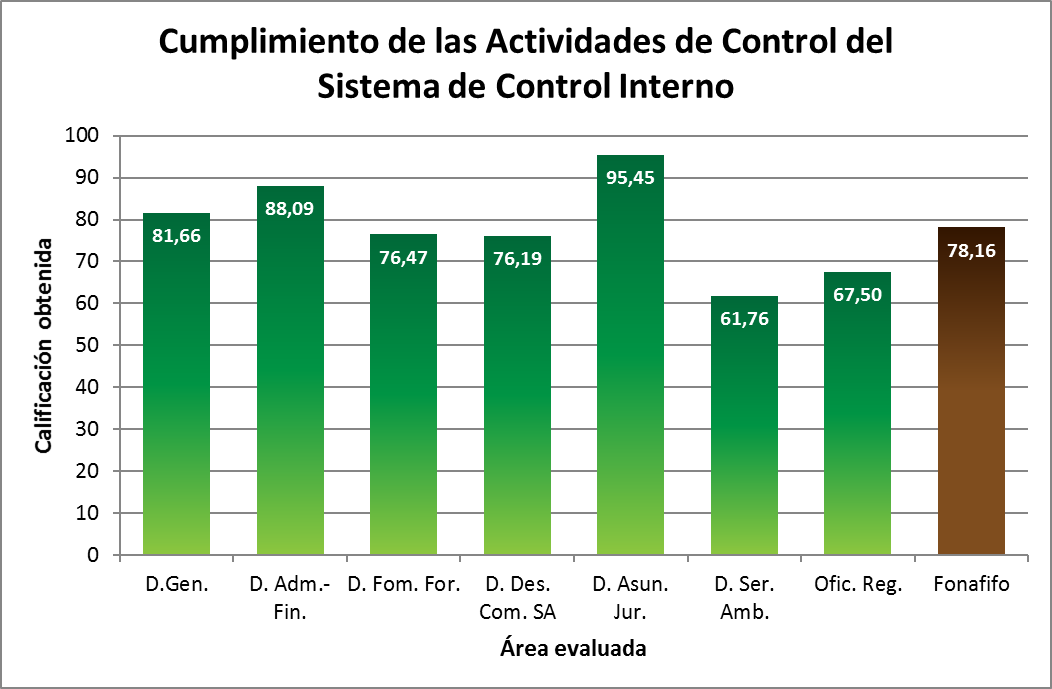 Cumplimiento de las Actividades de Control del
Sistema de Control Interno
Calificación obtenida
100
90
80
70
60
50
40
30
20
10
0
81,66
88,09
76,47
76,19
95,45
61,76
67,50
78,16
D.Gen.
D. Adm.-
Fin.
D. Fom. For.
D. Des.
Com. SA
D. Asun.
Jur.
D. Ser.
Amb.
Ofic. Reg.
Fonafifo
Área evaluada